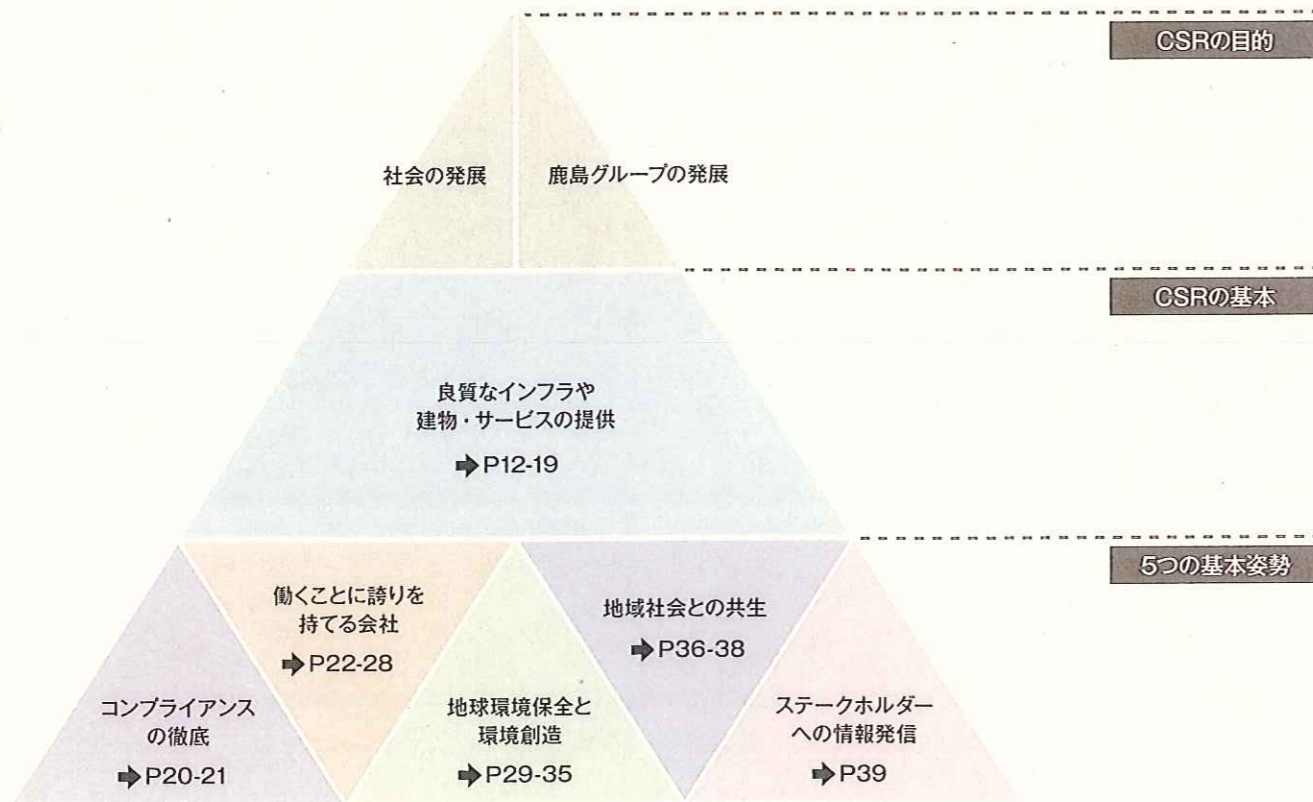 CSRの目的
社会の発展
鹿島グループの発展
CSRの基本
良質なインフラや
建物・サービスの提供
➡P12-19
5つの基本姿勢
働くことに誇りを
持てる会社
➡P22-28
地域社会との共生
➡P36-38
コンプライアンス
の徹底
➡P20-21
地球環境保全と
環境創造
➡P29-35
ステークホルダー
への情報発信
➡P39